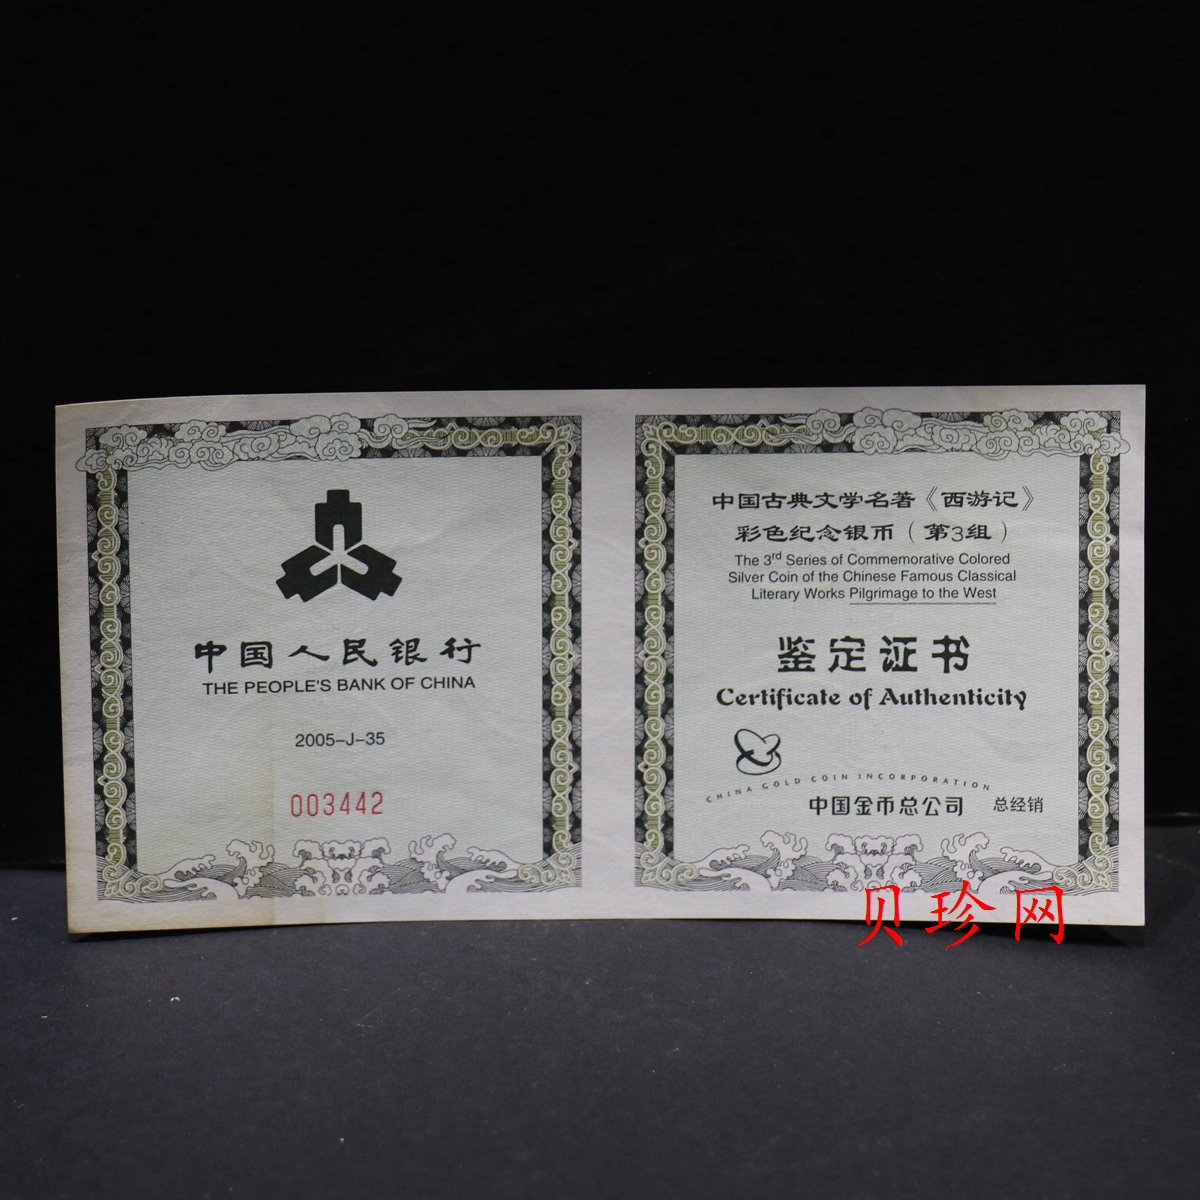 中国人民银行
THE PEOPLE'S BANK OF CHINA
2005-J-35
003442
中国古典文学名著《西游记》
彩色纪念银币（第3组）
The 3rd Series of Commemorative Colored
Silver Coin of the Chinese Famous Classical
Literary Works Pilgrimage to the West
鉴定证书
Certificate of Authenticity
CHINA GOLD COIN INCORPORATION
中国金币总公司 总经销
贝珍网